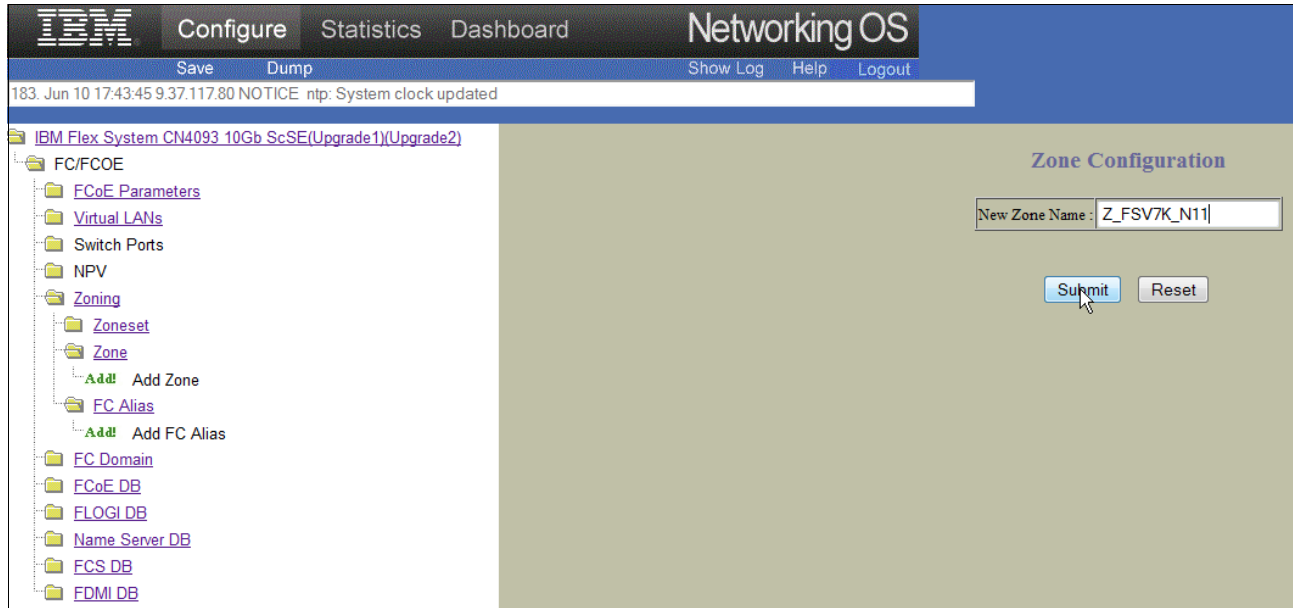 IBM. Configure Statistics Dashboard Networking OS
Save Dump Show Log Help Logout
183. Jun 10 17:43:45 9.37.117.80 NOTICE ntp: System clock updated
IBM Flex System CN4093 10Gb ScSE(Upgrade1)(Upgrade2)
FC/FCOE
FCoE Parameters
Virtual LANs
Switch Ports
NPV
Zoning
Zoneset
Zone
Add! Add Zone
FC Alias
Add! Add FC Alias
FC Domain
FCoE DB
FLOGI DB
Name Server DB
FCS DB
FDMI DB
Zone Configuration
New Zone Name : Z_FSV7K_N11
Submit Reset